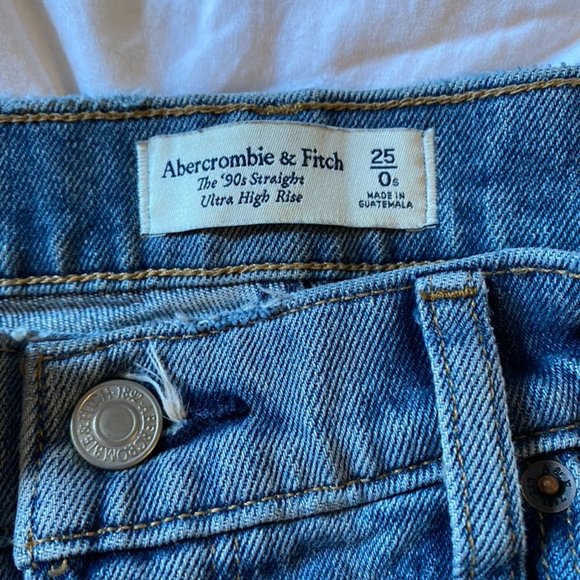 Abercrombie & Fitch
The '90s Straight
Ultra High Rise
25
0s
MADE IN
GUATEMALA